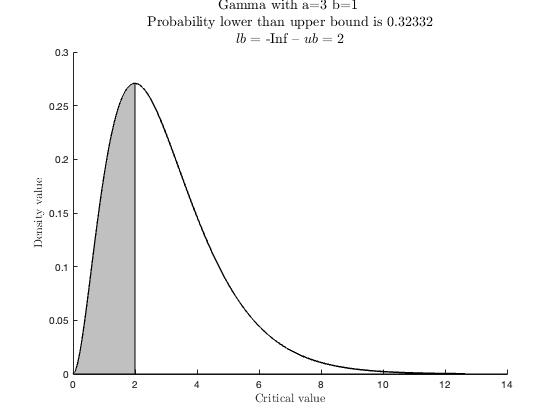 Gamma with a=3 b=1
Probability lower than upper bound is 0.32332
lb = -Inf – ub = 2
0.3
0.25
0.2
0.15
0.1
0.05
0
Density value
0 2 4 6 8 10 12 14
Critical value